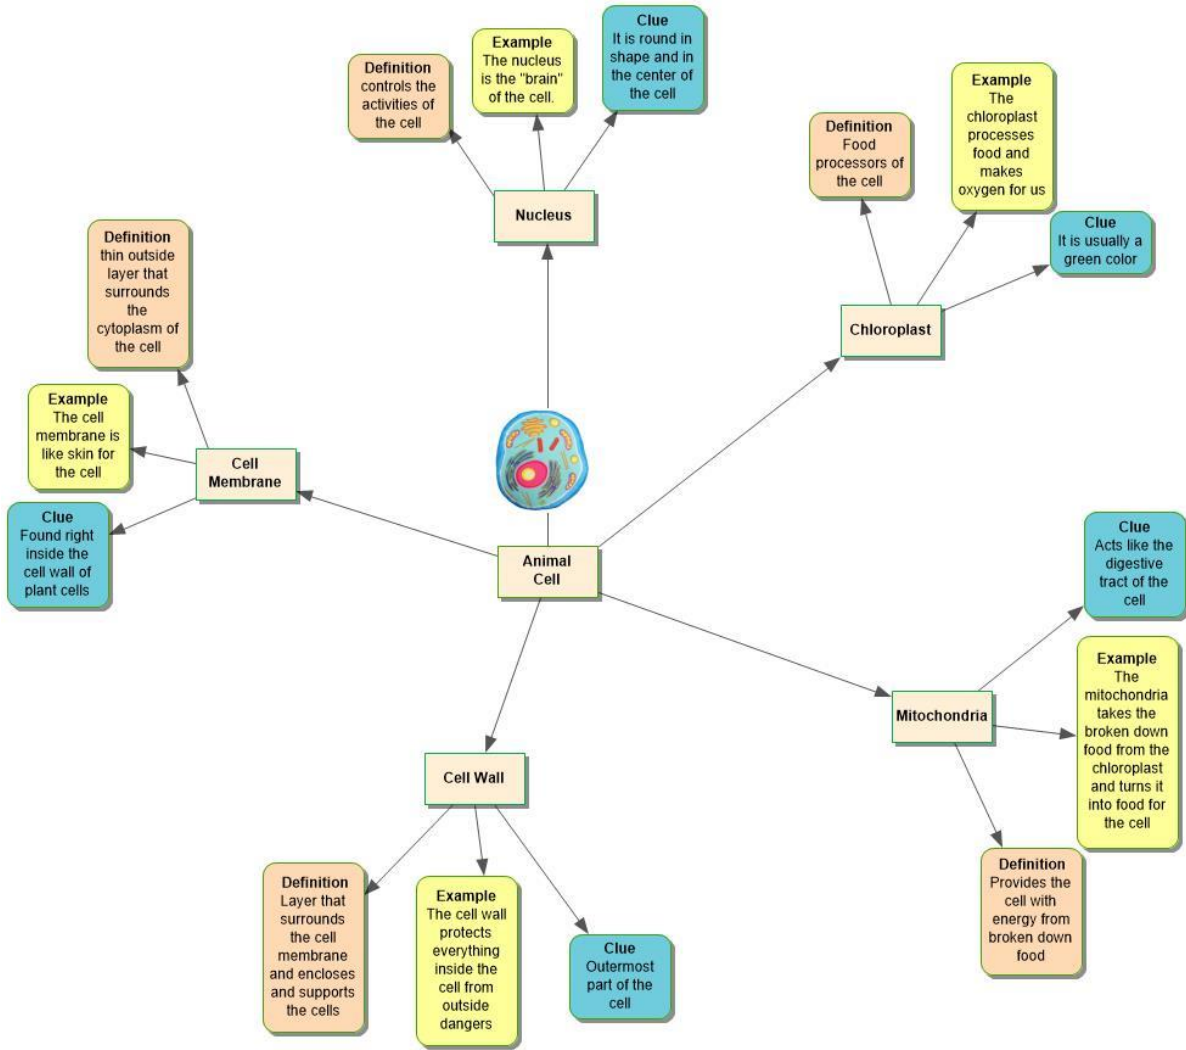 Definition
controls the
activities of
the cell
Example
The nucleus
is the "brain"
of the cell.
Clue
It is round in
shape and in
the center of
the cell
Nucleus
Definition
Food
processors of
the cell
Example
The
chloroplast
processes
food and
makes
oxygen for us
Clue
It is usually a
green color
Chloroplast
Definition
thin outside
layer that
surrounds
the
cytoplasm of
the cell
Example
The cell
membrane is
like skin for
the cell
Clue
Found right
inside the
cell wall of
plant cells
Cell
Membrane
Animal
Cell
Clue
Acts like the
digestive
tract of the
cell
Example
The
mitochondria
takes the
broken down
food from the
chloroplast
and turns it
into food for
the cell
Definition
Provides the
cell with
energy from
broken down
food
Mitochondria
Cell Wall
Definition
Layer that
surrounds
the cell
membrane
and encloses
and supports
the cells
Example
The cell wall
protects
everything
inside the
cell from
outside
dangers
Clue
Outermost
part of the
cell